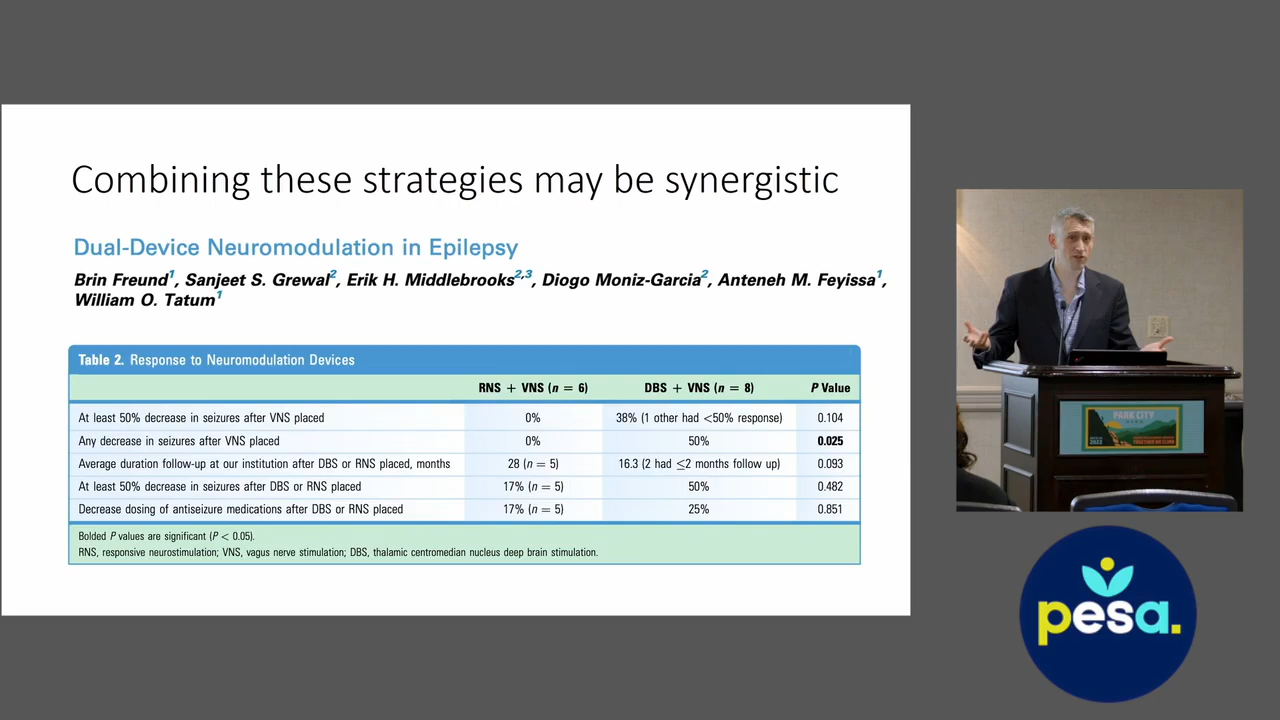 Combining these strategies may be synergistic
Dual-Device Neuromodulation in Epilepsy
Brin Freund1, Sanjeet S. Grewal2, Erik H. Middlebrooks2,3, Diogo Moniz-Garcia2, Anteneh M. Feyissa1,
William O. Tatum1
Table 2. Response to Neuromodulation Devices
RNS + VNS (n = 6) DBS + VNS (n = 8) P Value
At least 50% decrease in seizures after VNS placed 0% 38% (1 other had <50% response) 0.104
Any decrease in seizures after VNS placed 0% 50% 0.025
Average duration follow-up at our institution after DBS or RNS placed, months 28 (n = 5) 16.3 (2 had ≤2 months follow up) 0.093
At least 50% decrease in seizures after DBS or RNS placed 17% (n = 5) 50% 0.482
Decrease dosing of antiseizure medications after DBS or RNS placed 17% (n = 5) 25% 0.851
Bolded P values are significant (P < 0.05).
RNS, responsive neurostimulation; VNS, vagus nerve stimulation; DBS, thalamic centromedian nucleus deep brain stimulation.
PARK CITY
2022
pesa.